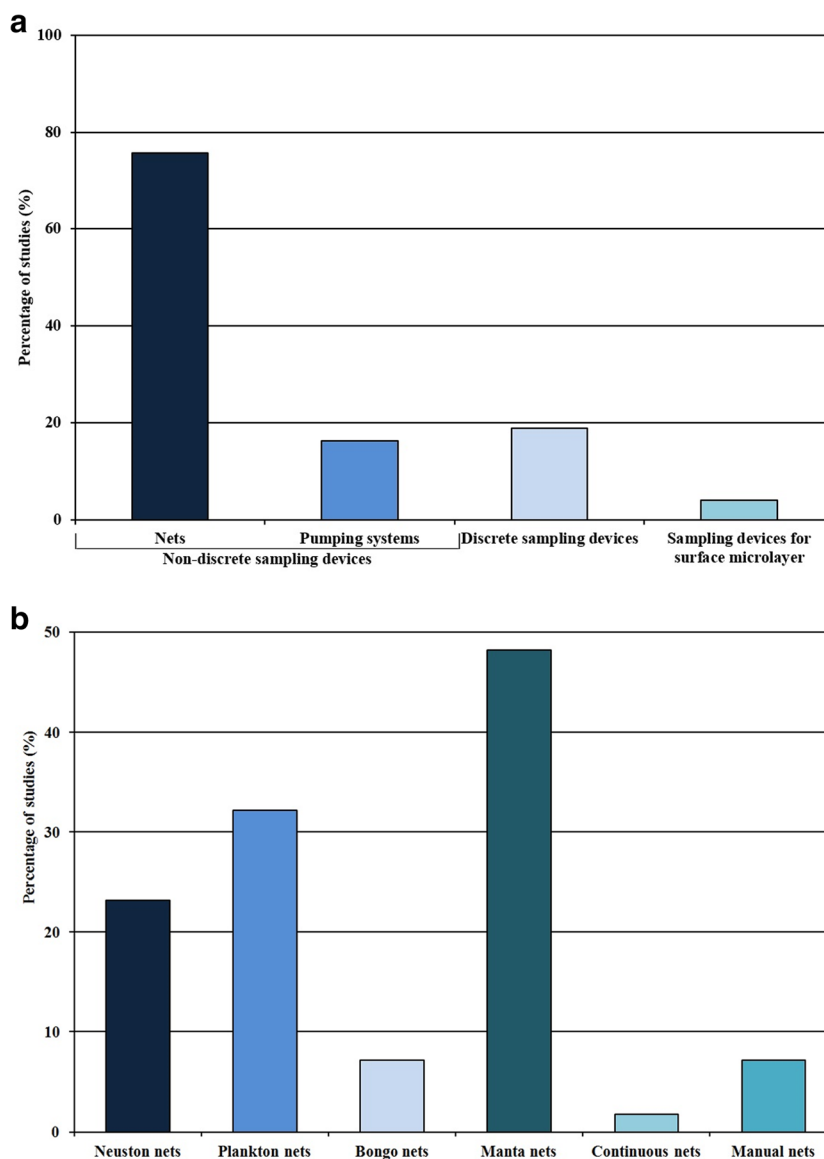 a
Percentage of studies (%)
100
80
60
40
20
0
Nets
Pumping systems
Discrete sampling devices
Sampling devices for
surface microlayer
Non-discrete sampling devices
b
Percentage of studies (%)
50
40
30
20
10
0
Neuston nets
Plankton nets
Bongo nets
Manta nets
Continuous nets
Manual nets